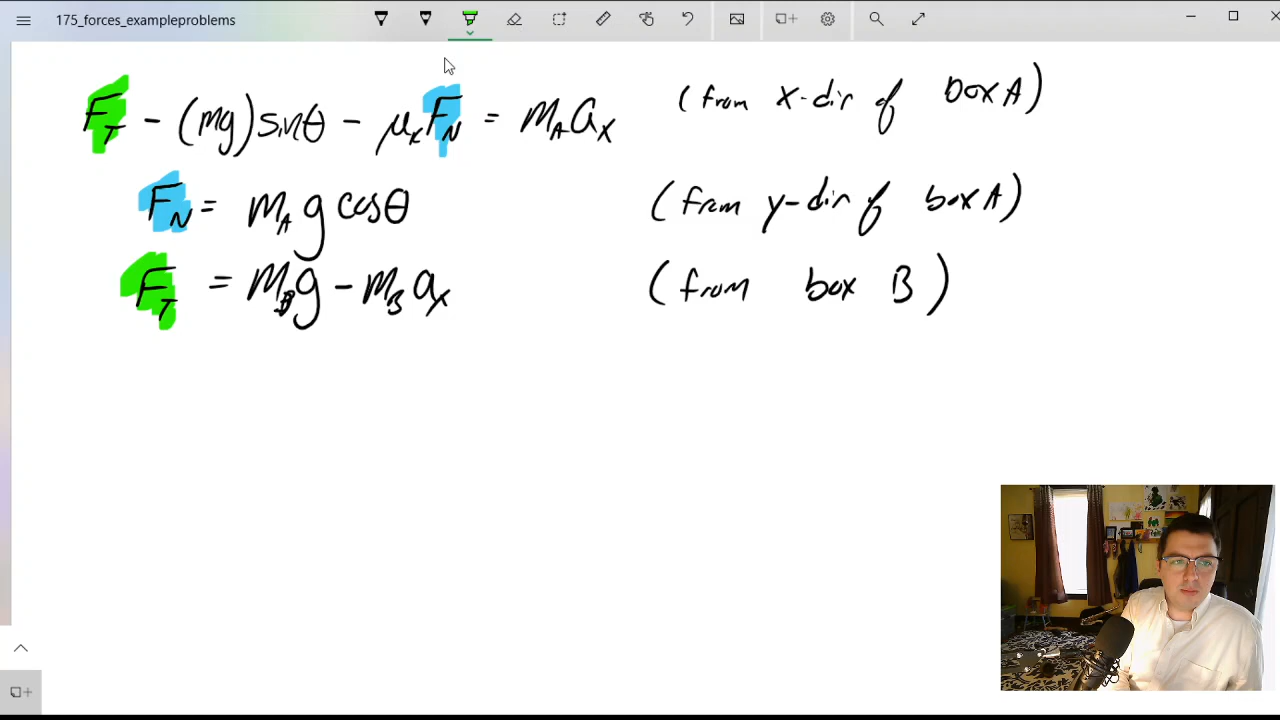 175_forces_exampleproblems
F_T - (mg) sinθ - μ_κ F_N = m_A a_x (from x-dir of box A)
F_N = m_A g cosθ (from y-dir of box A)
F_T = m_B g - m_B a_x (from box B)